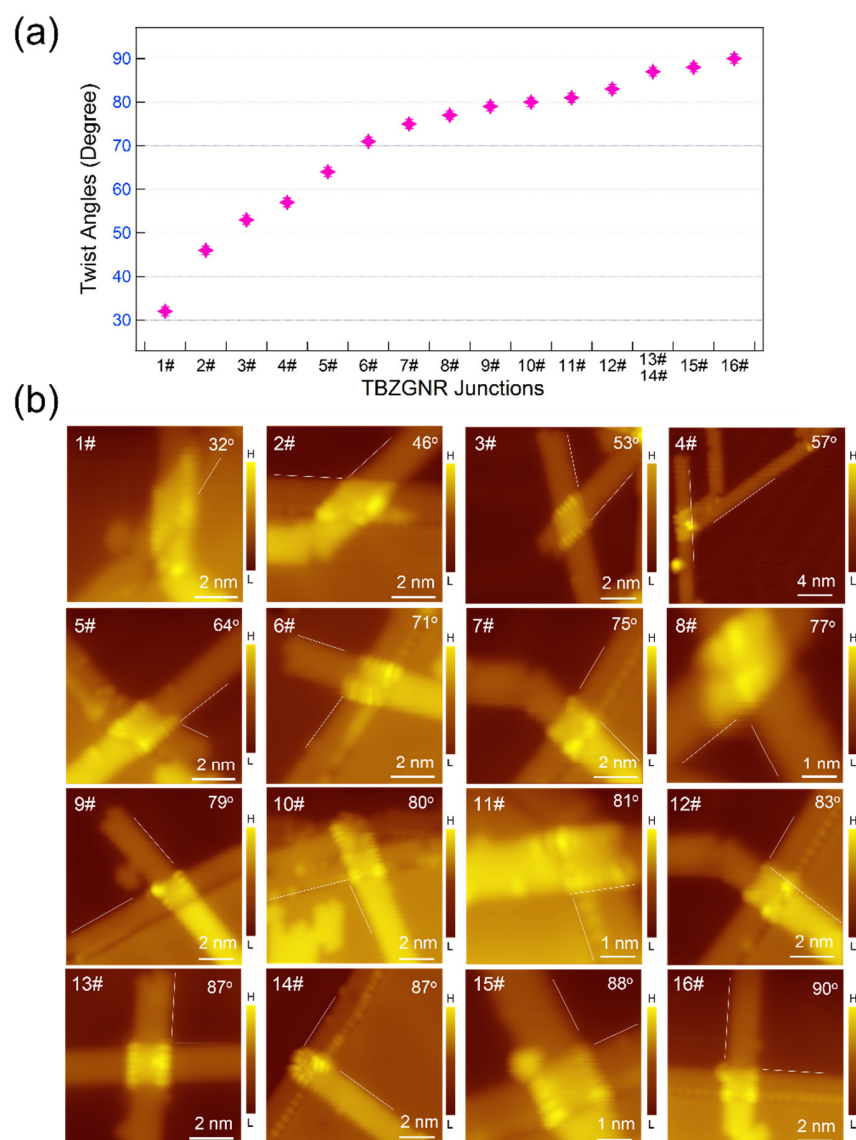 (a)
Twist Angles (Degree)
90
80
70
60
50
40
30
1# 2# 3# 4# 5# 6# 7# 8# 9# 10# 11# 12# 13# 14# 15# 16#
TBZGNR Junctions
(b)
1# 32° H L 2 nm
2# 46° H L 2 nm
3# 53° H L 2 nm
4# 57° H L 4 nm
5# 64° H L 2 nm
6# 71° H L 2 nm
7# 75° H L 2 nm
8# 77° H L 1 nm
9# 79° H L 2 nm
10# 80° H L 2 nm
11# 81° H L 1 nm
12# 83° H L 2 nm
13# 87° H L 2 nm
14# 87° H L 2 nm
15# 88° H L 1 nm
16# 90° H L 2 nm